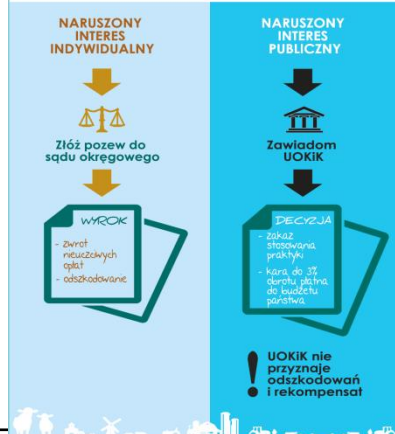 NARUSZONY
INTERES
INDYWIDUALNY
Złóż pozew do
sądu okręgowego
WYROK
- zwrot
nieuczciwych
opłat
- odszkodowanie
NARUSZONY
INTERES
PUBLICZNY
Zawiadom
UOKiK
DECYZJA
- zakaz
stosowania
praktyki
- kara do 3%
obrotu płatna
do budżetu
państwa
! UOKiK nie
przyznaje
odszkodowań
i rekompensat